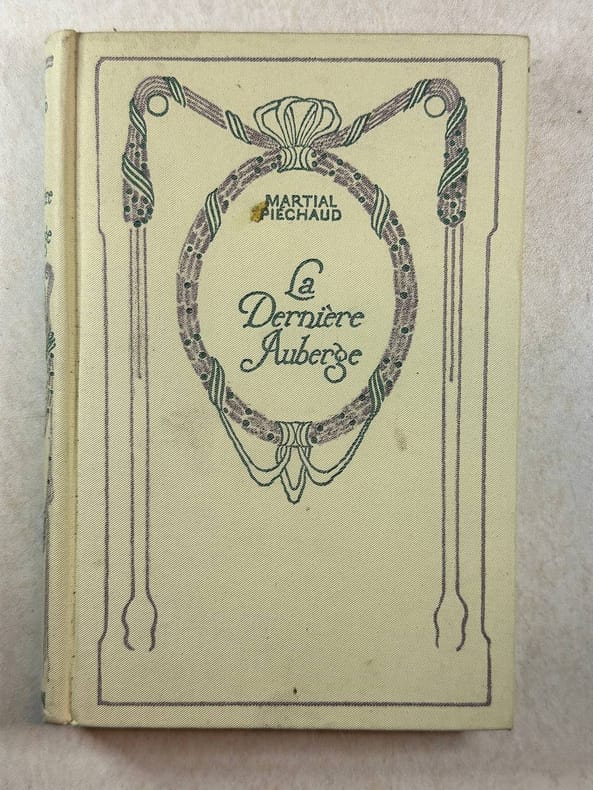 MARTIAL
PIÉCHAUD
La
Dernière
Auberge